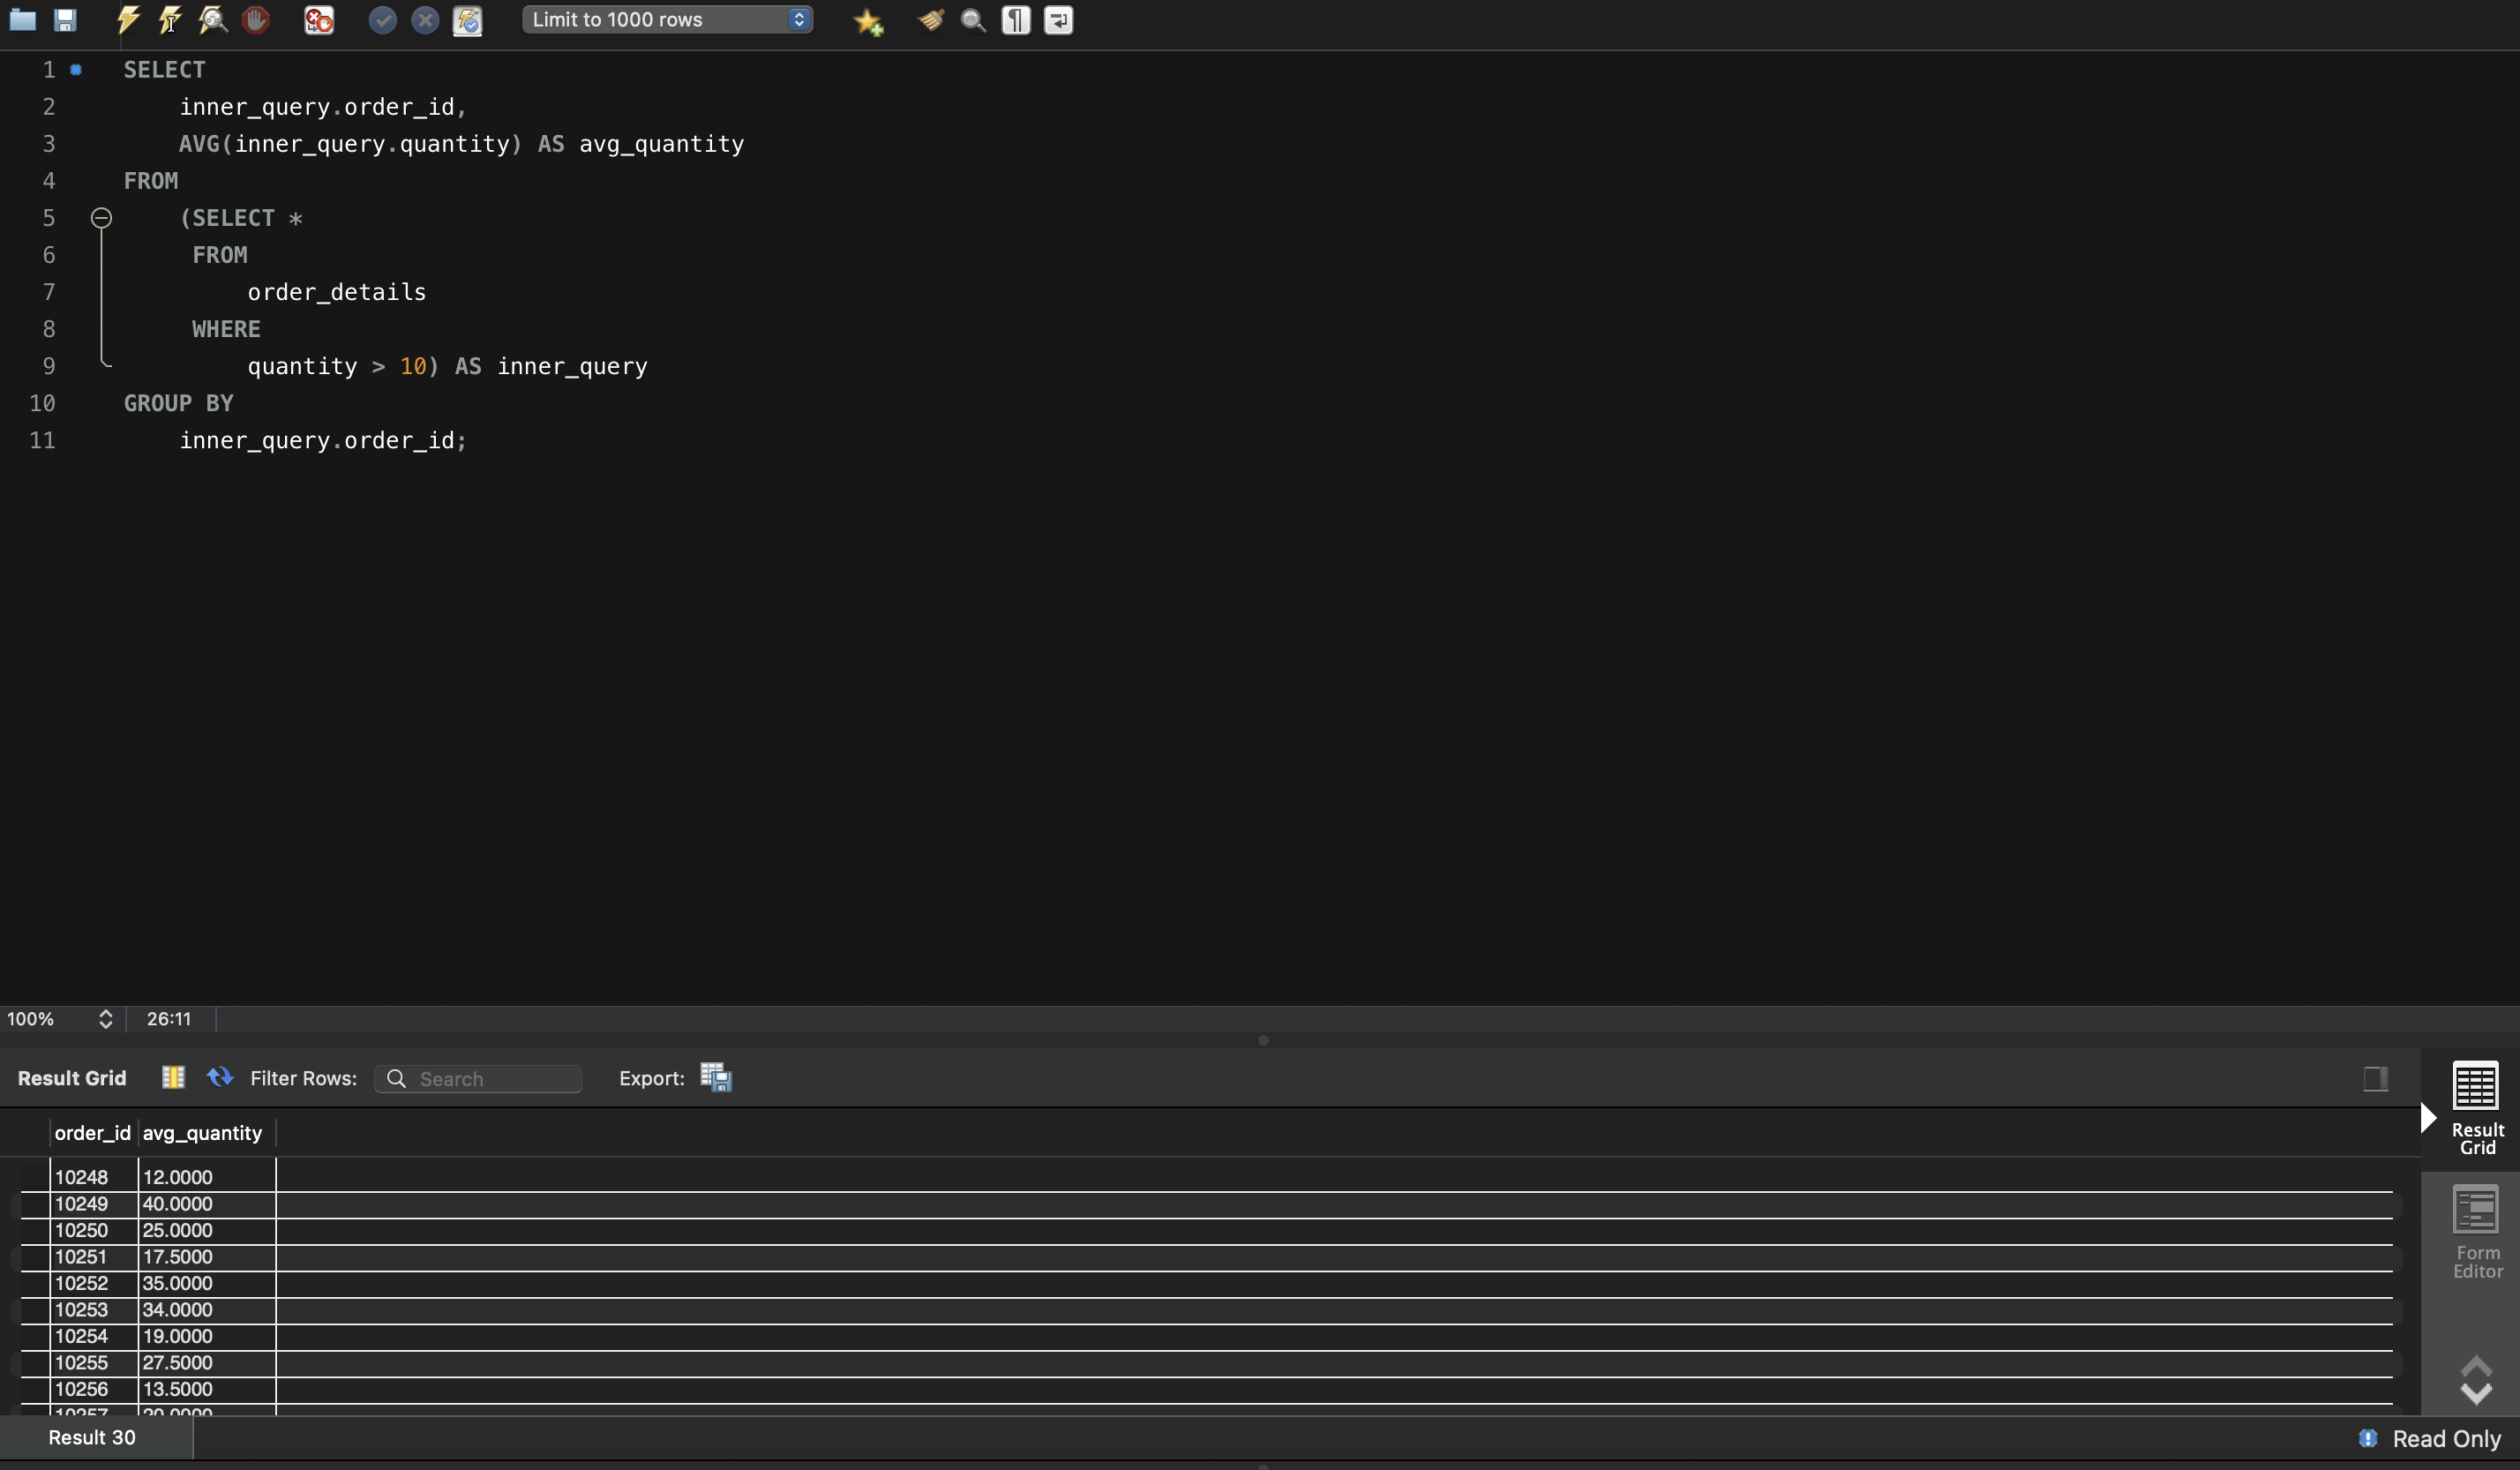 Limit to 1000 rows
1 SELECT
2 inner_query.order_id,
3 AVG(inner_query.quantity) AS avg_quantity
4 FROM
5 (SELECT *
6 FROM
7 order_details
8 WHERE
9 quantity > 10) AS inner_query
10 GROUP BY
11 inner_query.order_id;
100% 26:11
Result Grid Filter Rows: Search Export:
order_id avg_quantity
10248 12.0000
10249 40.0000
10250 25.0000
10251 17.5000
10252 35.0000
10253 34.0000
10254 19.0000
10255 27.5000
10256 13.5000
10257 20.0000
Result
Grid
Form
Editor
Result 30 Read Only